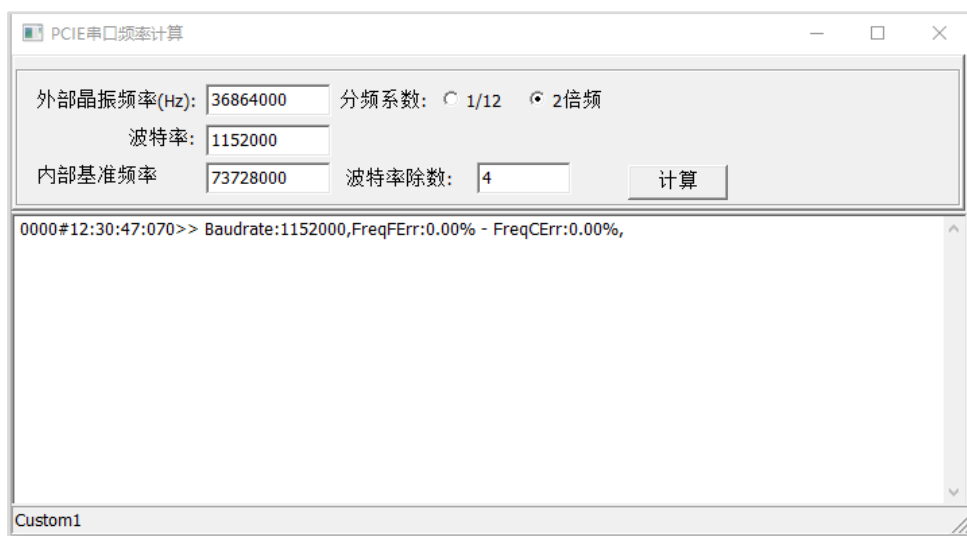 PCIE串口频率计算
外部晶振频率(Hz): 36864000 分频系数: 1/12 2倍频
波特率: 1152000
内部基准频率 73728000 波特率除数: 4 计算
0000#12:30:47:070>> Baudrate:1152000,FreqFErr:0.00% - FreqCErr:0.00%,
Custom1